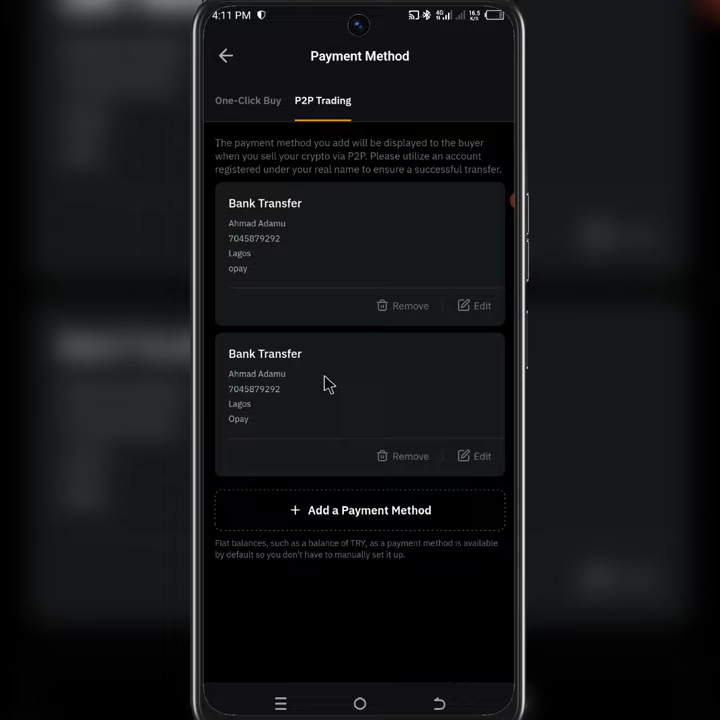 4:11 PM
4G
16.5
K/s
Payment Method
One-Click Buy
P2P Trading
The payment method you add will be displayed to the buyer
when you sell your crypto via P2P. Please utilize an account
registered under your real name to ensure a successful transfer.
Bank Transfer
Ahmad Adamu
7045879292
Lagos
opay
Remove
Edit
Bank Transfer
Ahmad Adamu
7045879292
Lagos
Opay
Remove
Edit
+ Add a Payment Method
Fiat balances, such as a balance of TRY, as a payment method is available
by default so you don't have to manually set it up.